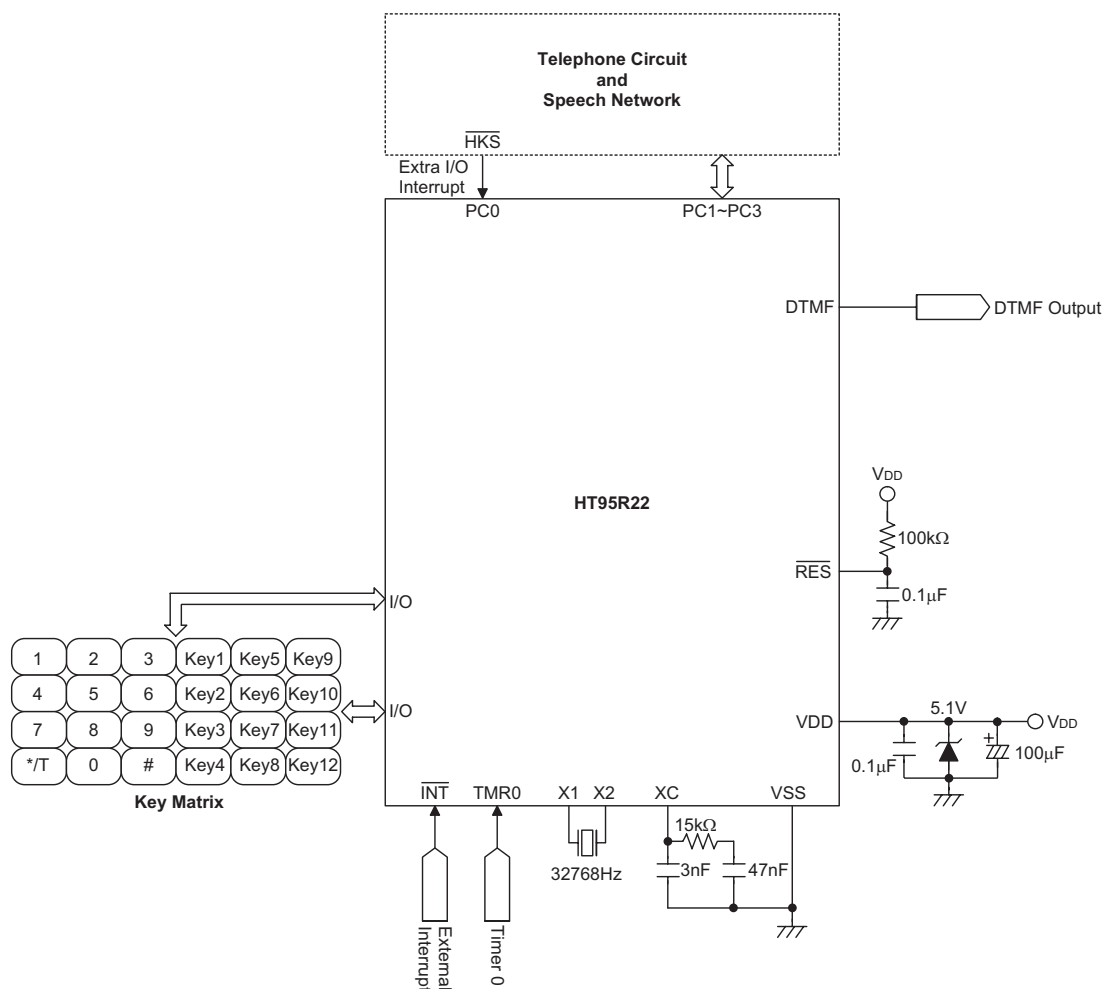 Telephone Circuit
and
Speech Network
HKS
Extra I/O
Interrupt
PC0
PC1~PC3
DTMF
DTMF Output
HT95R22
VDD
100kΩ
RES
0.1μF
I/O
I/O
1 2 3 Key1 Key5 Key9
4 5 6 Key2 Key6 Key10
7 8 9 Key3 Key7 Key11
*/T 0 # Key4 Key8 Key12
Key Matrix
VDD
5.1V
VDD
0.1μF
+
100μF
INT
TMR0
X1
X2
XC
VSS
32768Hz
15kΩ
3nF
47nF
External
Interrupt
Timer 0